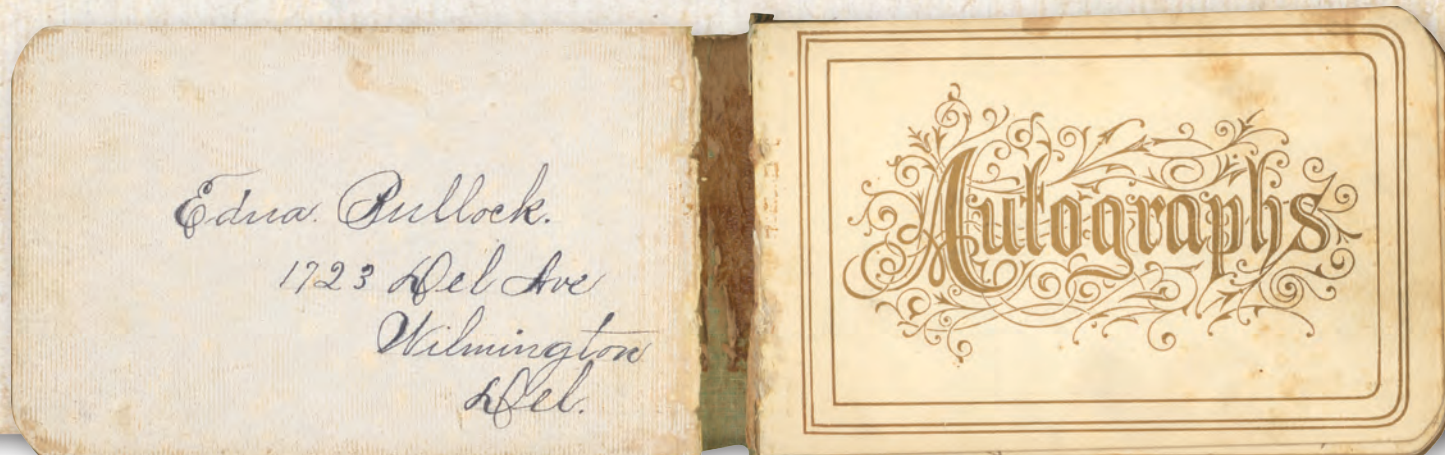 Edna. Bullock.
1723 Del Ave
Wilmington
Del.
Autographs